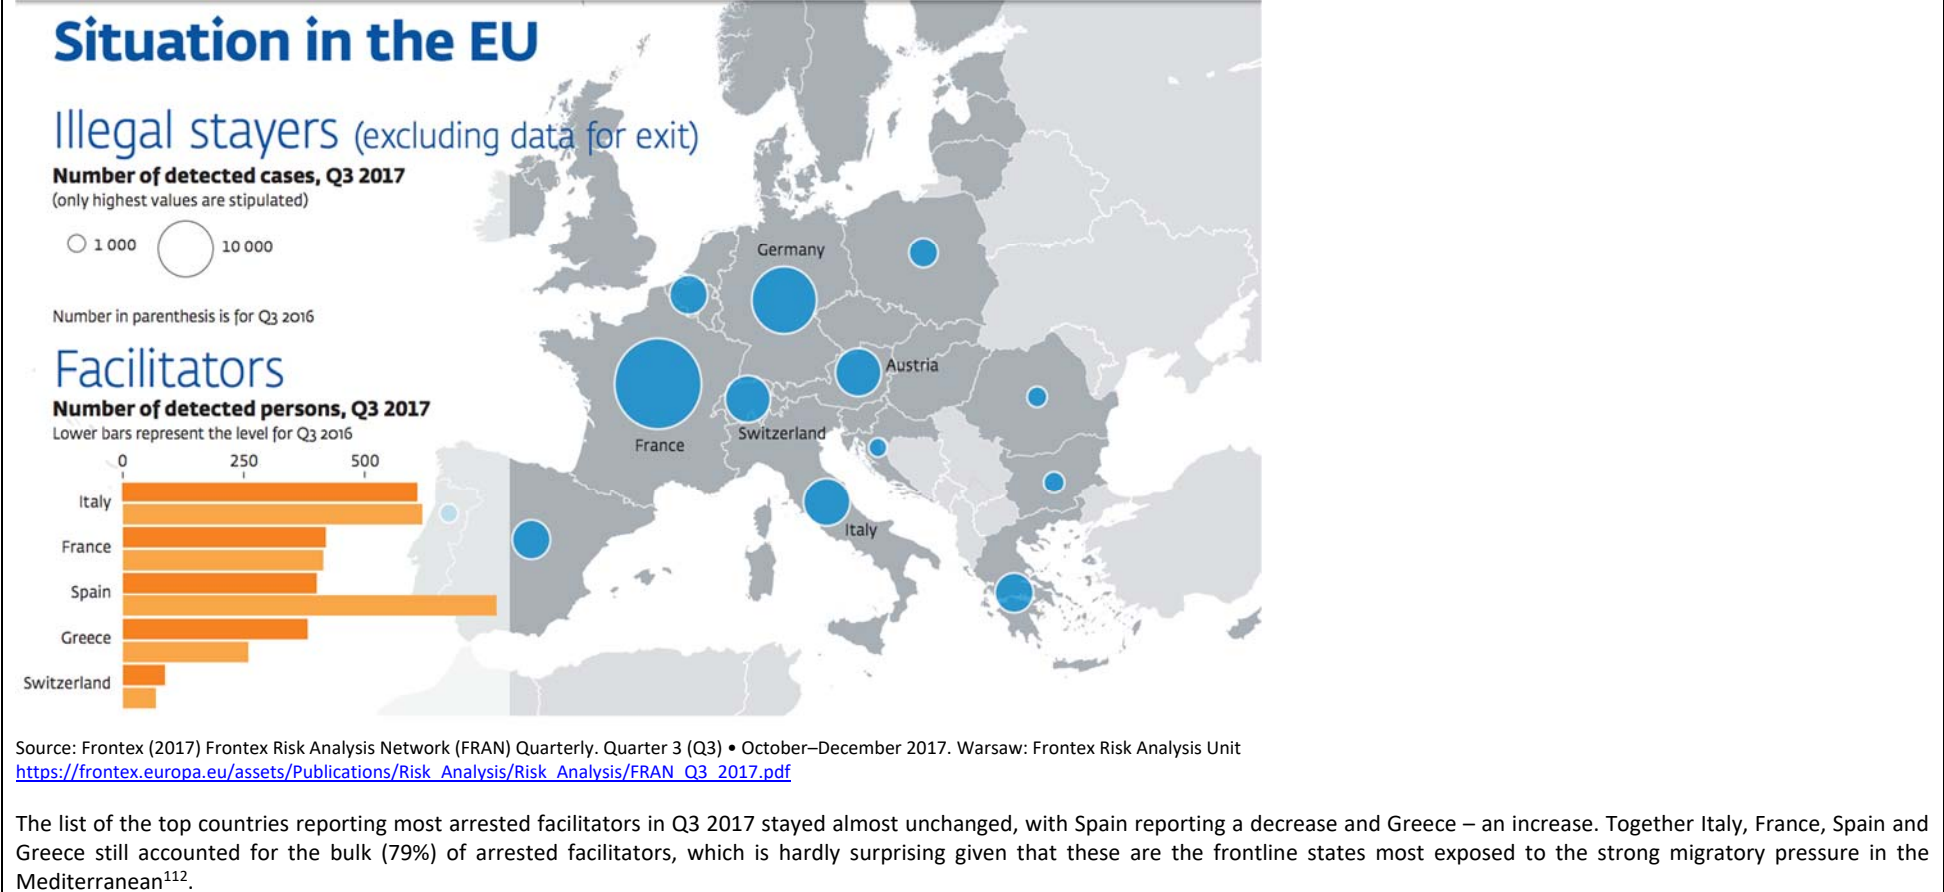 Situation in the EU
Illegal stayers (excluding data for exit)
Number of detected cases, Q3 2017
(only highest values are stipulated)
1 000
10 000
Number in parenthesis is for Q3 2016
Facilitators
Number of detected persons, Q3 2017
Lower bars represent the level for Q3 2016
0 250 500
Italy
France
Spain
Greece
Switzerland
Germany
Austria
France
Switzerland
Italy
Source: Frontex (2017) Frontex Risk Analysis Network (FRAN) Quarterly. Quarter 3 (Q3) • October–December 2017. Warsaw: Frontex Risk Analysis Unit
https://frontex.europa.eu/assets/Publications/Risk_Analysis/Risk_Analysis/FRAN_Q3_2017.pdf
The list of the top countries reporting most arrested facilitators in Q3 2017 stayed almost unchanged, with Spain reporting a decrease and Greece – an increase. Together Italy, France, Spain and
Greece still accounted for the bulk (79%) of arrested facilitators, which is hardly surprising given that these are the frontline states most exposed to the strong migratory pressure in the
Mediterranean112.